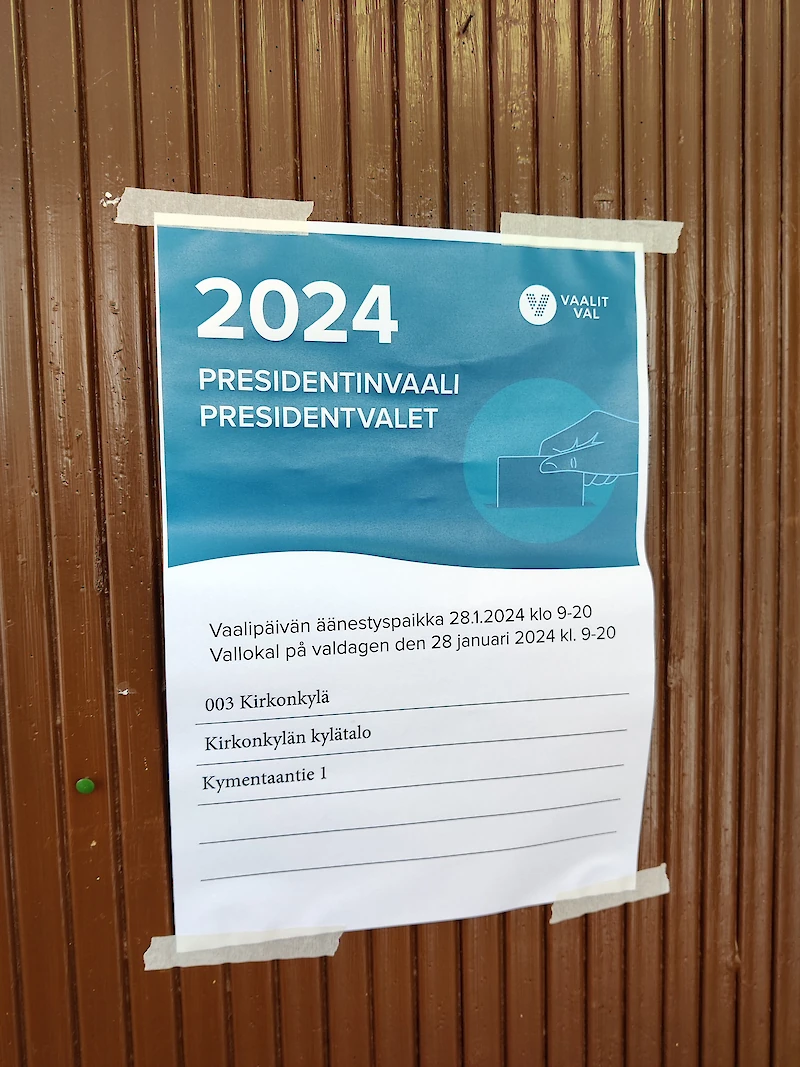 2024
VAALIT
VAL
PRESIDENTINVAALI
PRESIDENTVALET
Vaalipäivän äänestyspaikka 28.1.2024 klo 9-20
Vallokal på valdagen den 28 januari 2024 kl. 9-20
003 Kirkonkylä
Kirkonkylän kylätalo
Kymentaantie 1